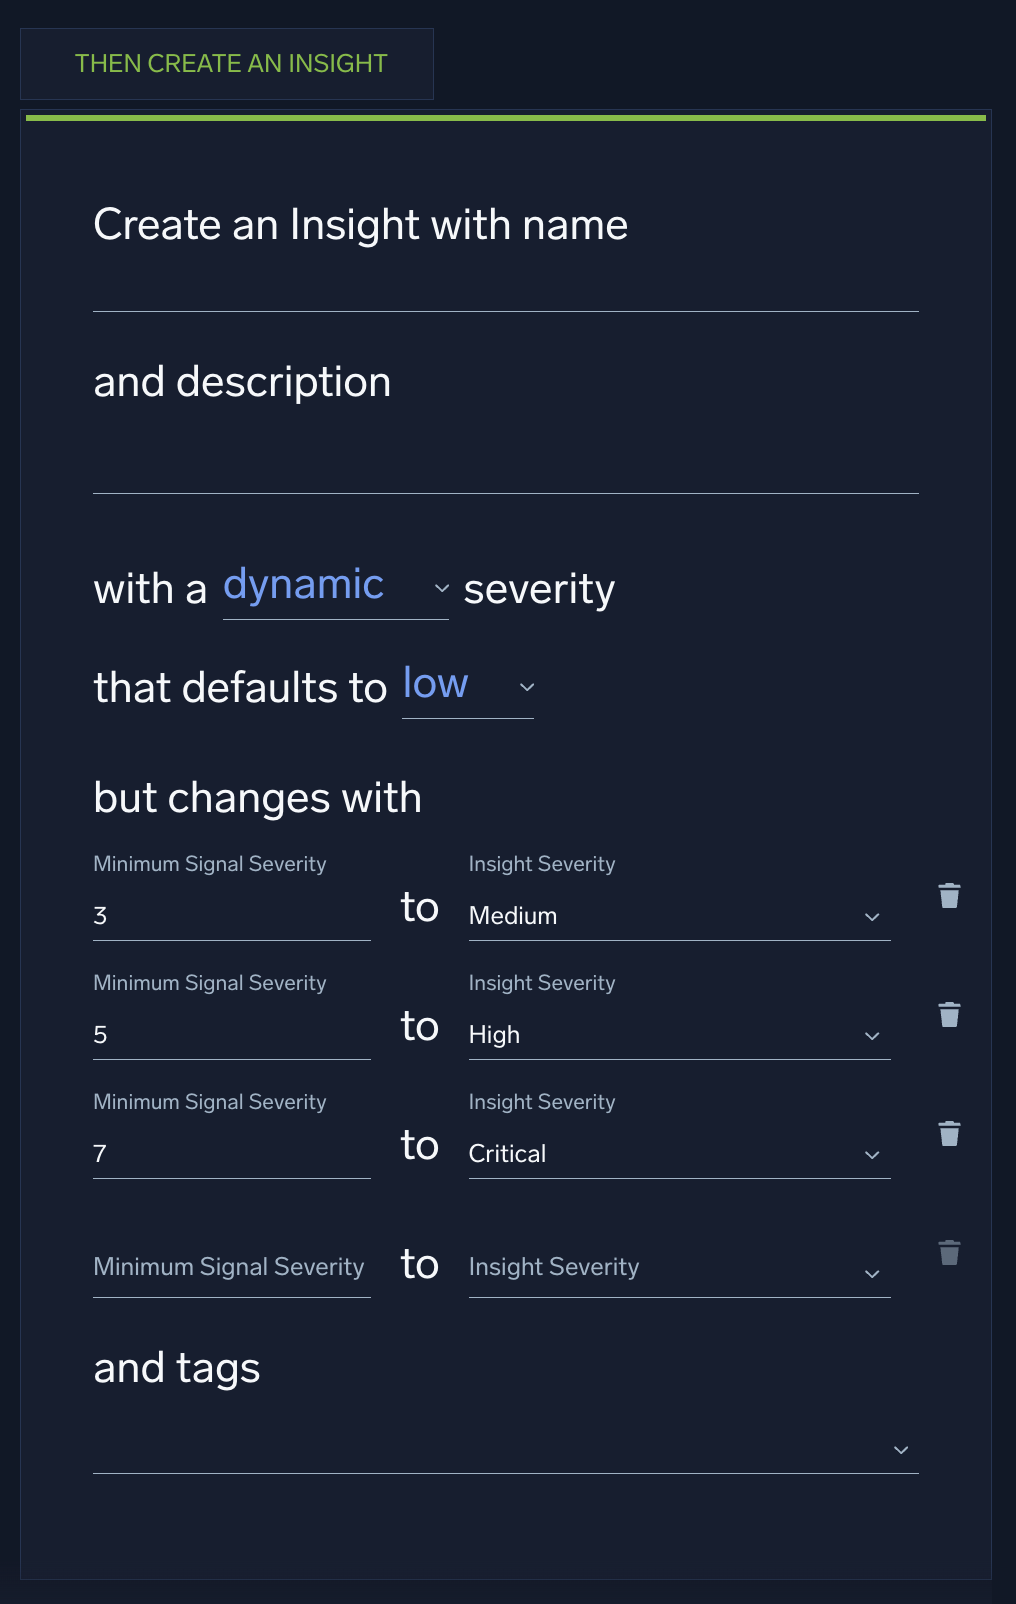 THEN CREATE AN INSIGHT
Create an Insight with name
and description
with a dynamic severity
that defaults to low
but changes with
Minimum Signal Severity Insight Severity
3 to Medium
Minimum Signal Severity Insight Severity
5 to High
Minimum Signal Severity Insight Severity
7 to Critical
Minimum Signal Severity to Insight Severity
and tags